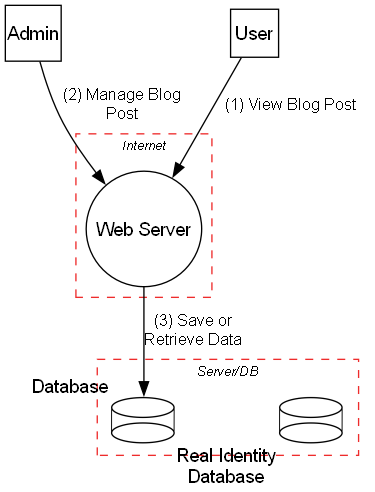 Admin
User
(2) Manage Blog
Post
(1) View Blog Post
Internet
Web Server
(3) Save or
Retrieve Data
Server/DB
Database
Real Identity
Database